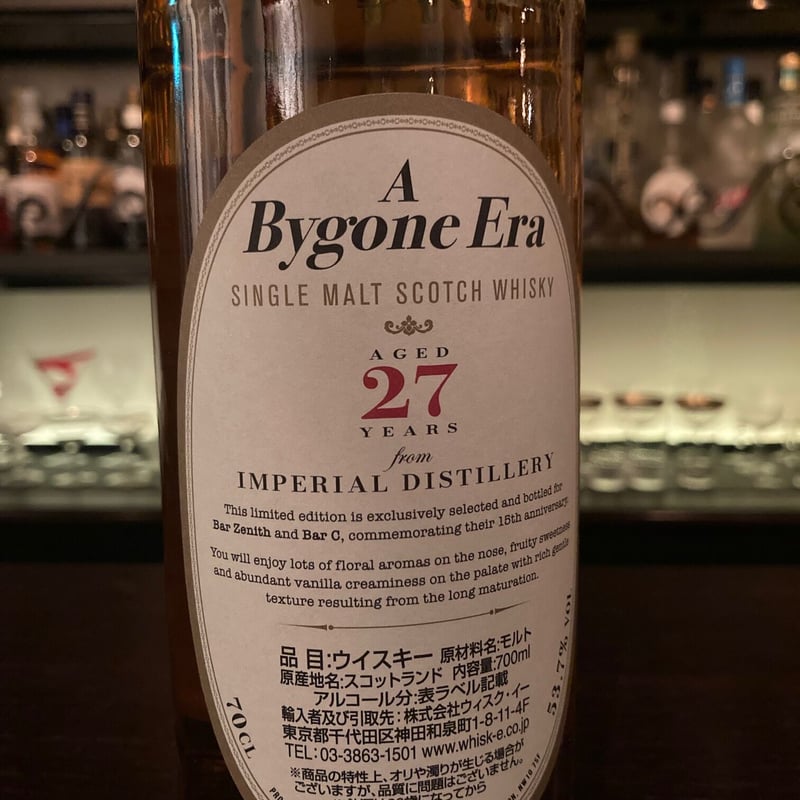 A
Bygone Era
SINGLE MALT SCOTCH WHISKY
AGED
27
YEARS
from
IMPERIAL DISTILLERY
This limited edition is exclusively selected and bottled for
Bar Zenith and Bar C, commemorating their 15th anniversary.
You will enjoy lots of floral aromas on the nose, fruity sweetness
and abundant vanilla creaminess on the palate with rich gentle
texture resulting from the long maturation.
品 目:ウイスキー 原材料名:モルト
原産地名:スコットランド 内容量:700ml
アルコール分:表ラベル記載
輸入者及び引取先:株式会社ウィスク・イー
東京都千代田区神田和泉町1-8-11-4F
TEL:03-3863-1501 www.whisk-e.co.jp
※商品の特性上、オリや濁りが生じる場合が
ございますが、品質に問題はございません。
になってから
70CL
53.7% VOL
NW10 7SF